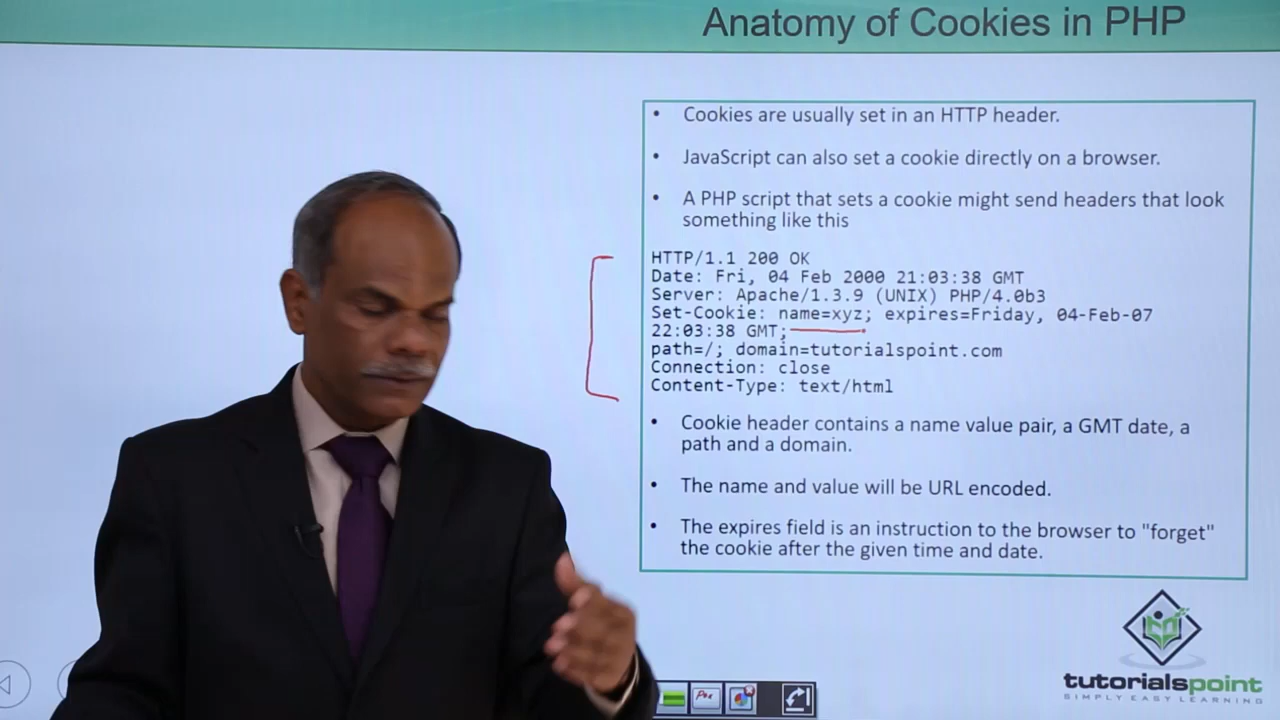 Anatomy of Cookies in PHP
• Cookies are usually set in an HTTP header.
• JavaScript can also set a cookie directly on a browser.
• A PHP script that sets a cookie might send headers that look
something like this
HTTP/1.1 200 OK
Date: Fri, 04 Feb 2000 21:03:38 GMT
Server: Apache/1.3.9 (UNIX) PHP/4.0b3
Set-Cookie: name=xyz; expires=Friday, 04-Feb-07
22:03:38 GMT;
path=/; domain=tutorialspoint.com
Connection: close
Content-Type: text/html
• Cookie header contains a name value pair, a GMT date, a
path and a domain.
• The name and value will be URL encoded.
• The expires field is an instruction to the browser to "forget"
the cookie after the given time and date.
tutorialspoint
SIMPLY EASY LEARNING
Pen